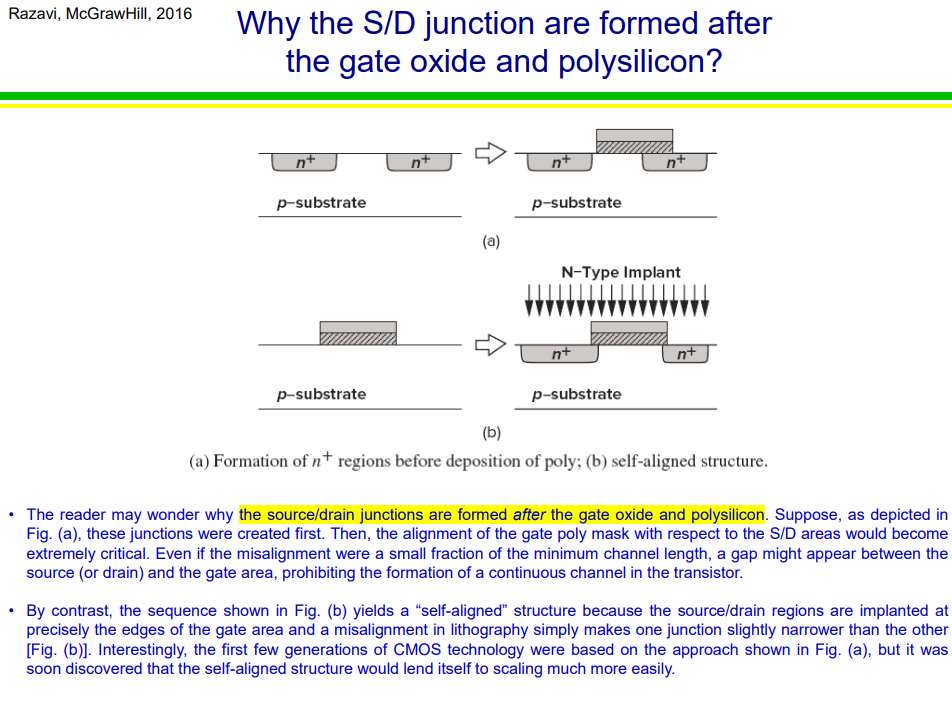 Razavi, McGrawHill, 2016
Why the S/D junction are formed after
the gate oxide and polysilicon?
n+ n+ n+ n+
p–substrate p–substrate
(a)
N–Type Implant
n+ n+
p–substrate p–substrate
(b)
(a) Formation of n+ regions before deposition of poly; (b) self-aligned structure.
• The reader may wonder why the source/drain junctions are formed after the gate oxide and polysilicon. Suppose, as depicted in
Fig. (a), these junctions were created first. Then, the alignment of the gate poly mask with respect to the S/D areas would become
extremely critical. Even if the misalignment were a small fraction of the minimum channel length, a gap might appear between the
source (or drain) and the gate area, prohibiting the formation of a continuous channel in the transistor.
• By contrast, the sequence shown in Fig. (b) yields a “self-aligned” structure because the source/drain regions are implanted at
precisely the edges of the gate area and a misalignment in lithography simply makes one junction slightly narrower than the other
[Fig. (b)]. Interestingly, the first few generations of CMOS technology were based on the approach shown in Fig. (a), but it was
soon discovered that the self-aligned structure would lend itself to scaling much more easily.